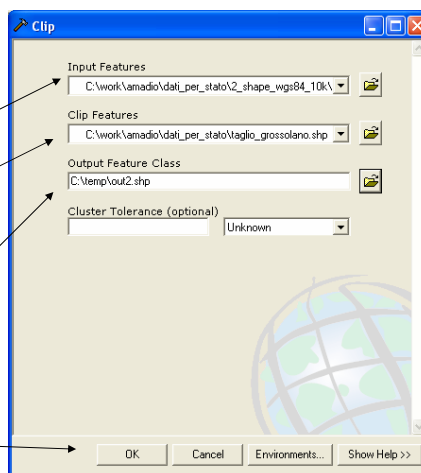 Clip
Input Features
C:\work\amadio\dati_per_stato\2_shape_wgs84_10k\
Clip Features
C:\work\amadio\dati_per_stato\taglio_grossolano.shp
Output Feature Class
C:\temp\out2.shp
Cluster Tolerance (optional)
Unknown
OK Cancel Environments... Show Help >>